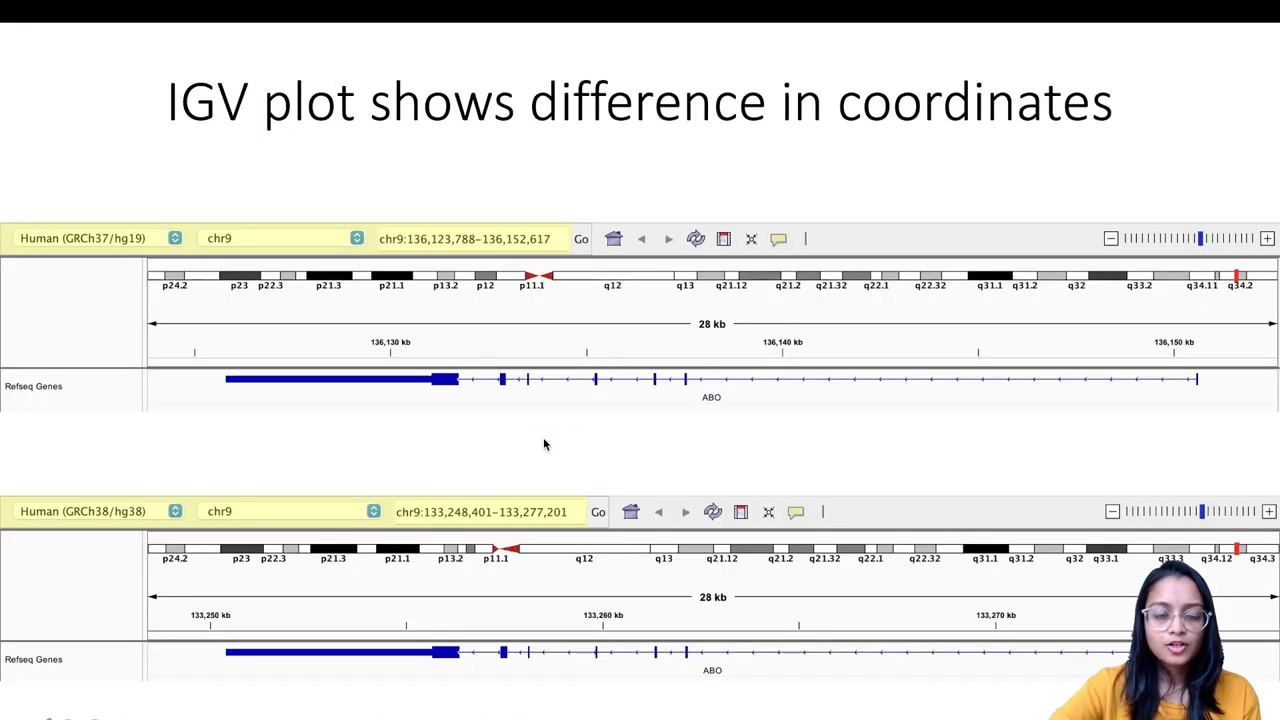 IGV plot shows difference in coordinates
Human (GRCh37/hg19) chr9 chr9:136,123,788-136,152,617 Go
p24.2 p23 p22.3 p21.3 p21.1 p13.2 p12 p11.1 q12 q13 q21.12 q21.2 q21.32 q22.1 q22.32 q31.1 q31.2 q32 q33.2 q34.11 q34.2
28 kb
136,130 kb 136,140 kb 136,150 kb
Refseq Genes
ABO
Human (GRCh38/hg38) chr9 chr9:133,248,401-133,277,201 Go
p24.2 p23 p22.3 p21.3 p21.1 p13.2 p11.1 q12 q13 q21.12 q21.2 q21.32 q22.1 q22.32 q31.1 q31.2 q32 q33.1 q33.3 q34.12 q34.3
28 kb
133,250 kb 133,260 kb 133,270 kb
Refseq Genes
ABO